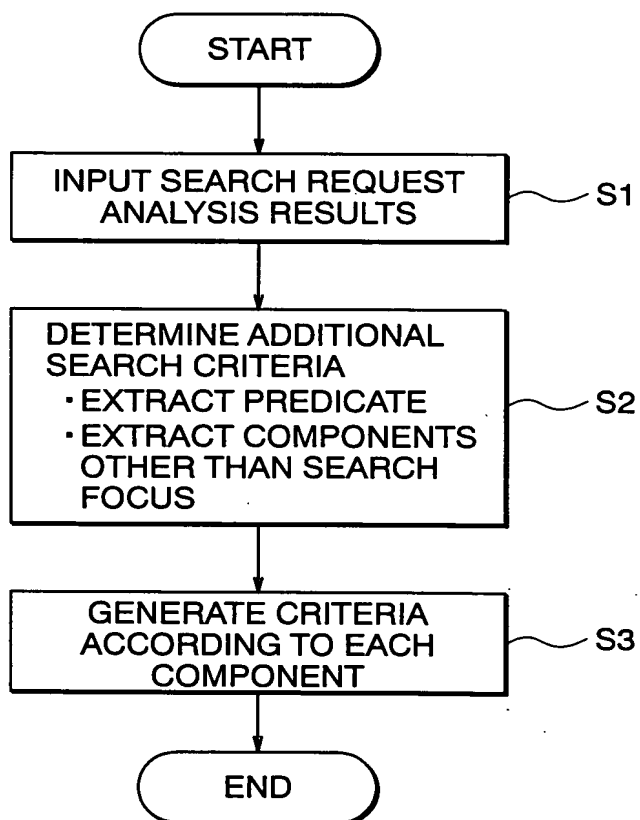 START
INPUT SEARCH REQUEST
ANALYSIS RESULTS
S1
DETERMINE ADDITIONAL
SEARCH CRITERIA
・EXTRACT PREDICATE
・EXTRACT COMPONENTS
OTHER THAN SEARCH
FOCUS
S2
GENERATE CRITERIA
ACCORDING TO EACH
COMPONENT
S3
END